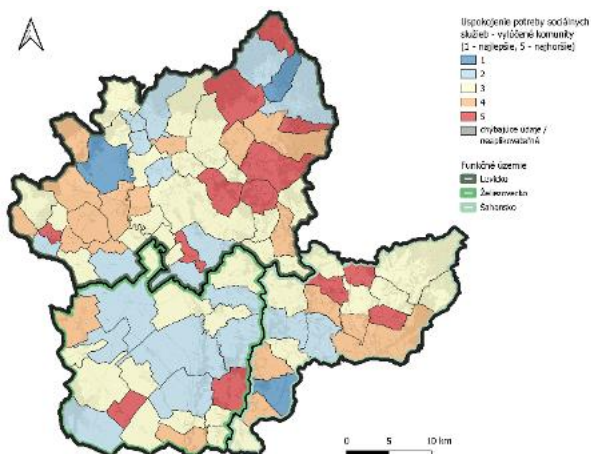 Uspokojenie potreby sociálnych
služieb - vylúčené komunity
(1 - najlepšie, 5 - najhoršie)
1
2
3
4
5
chýbajúce údaje /
neaplikovateľné
Funkčné územie
Levicko
Želiezovecko
Šahansko
0 5 10 km